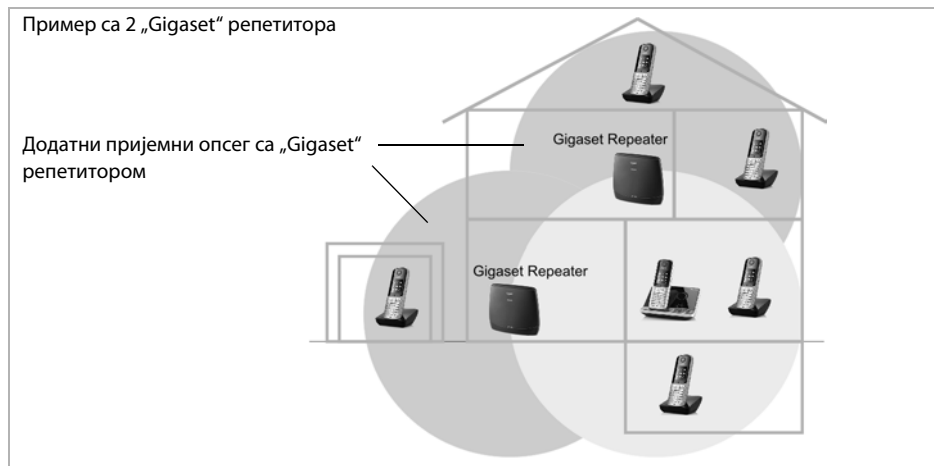 Пример са 2 „Gigaset“ репетитора
Додатни пријемни опсег са „Gigaset“
репетитором
Gigaset Repeater
Gigaset Repeater